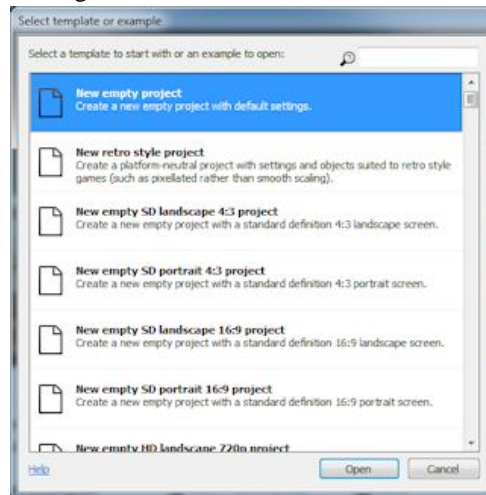 Select template or example
Select a template to start with or an example to open:
New empty project
Create a new empty project with default settings.
New retro style project
Create a platform-neutral project with settings and objects suited to retro style
games (such as pixellated rather than smooth scaling).
New empty SD landscape 4:3 project
Create a new empty project with a standard definition 4:3 landscape screen.
New empty SD portrait 4:3 project
Create a new empty project with a standard definition 4:3 portrait screen.
New empty SD landscape 16:9 project
Create a new empty project with a standard definition 16:9 landscape screen.
New empty SD portrait 16:9 project
Create a new empty project with a standard definition 16:9 portrait screen.
New empty HD landscape 720p project
Help
Open
Cancel